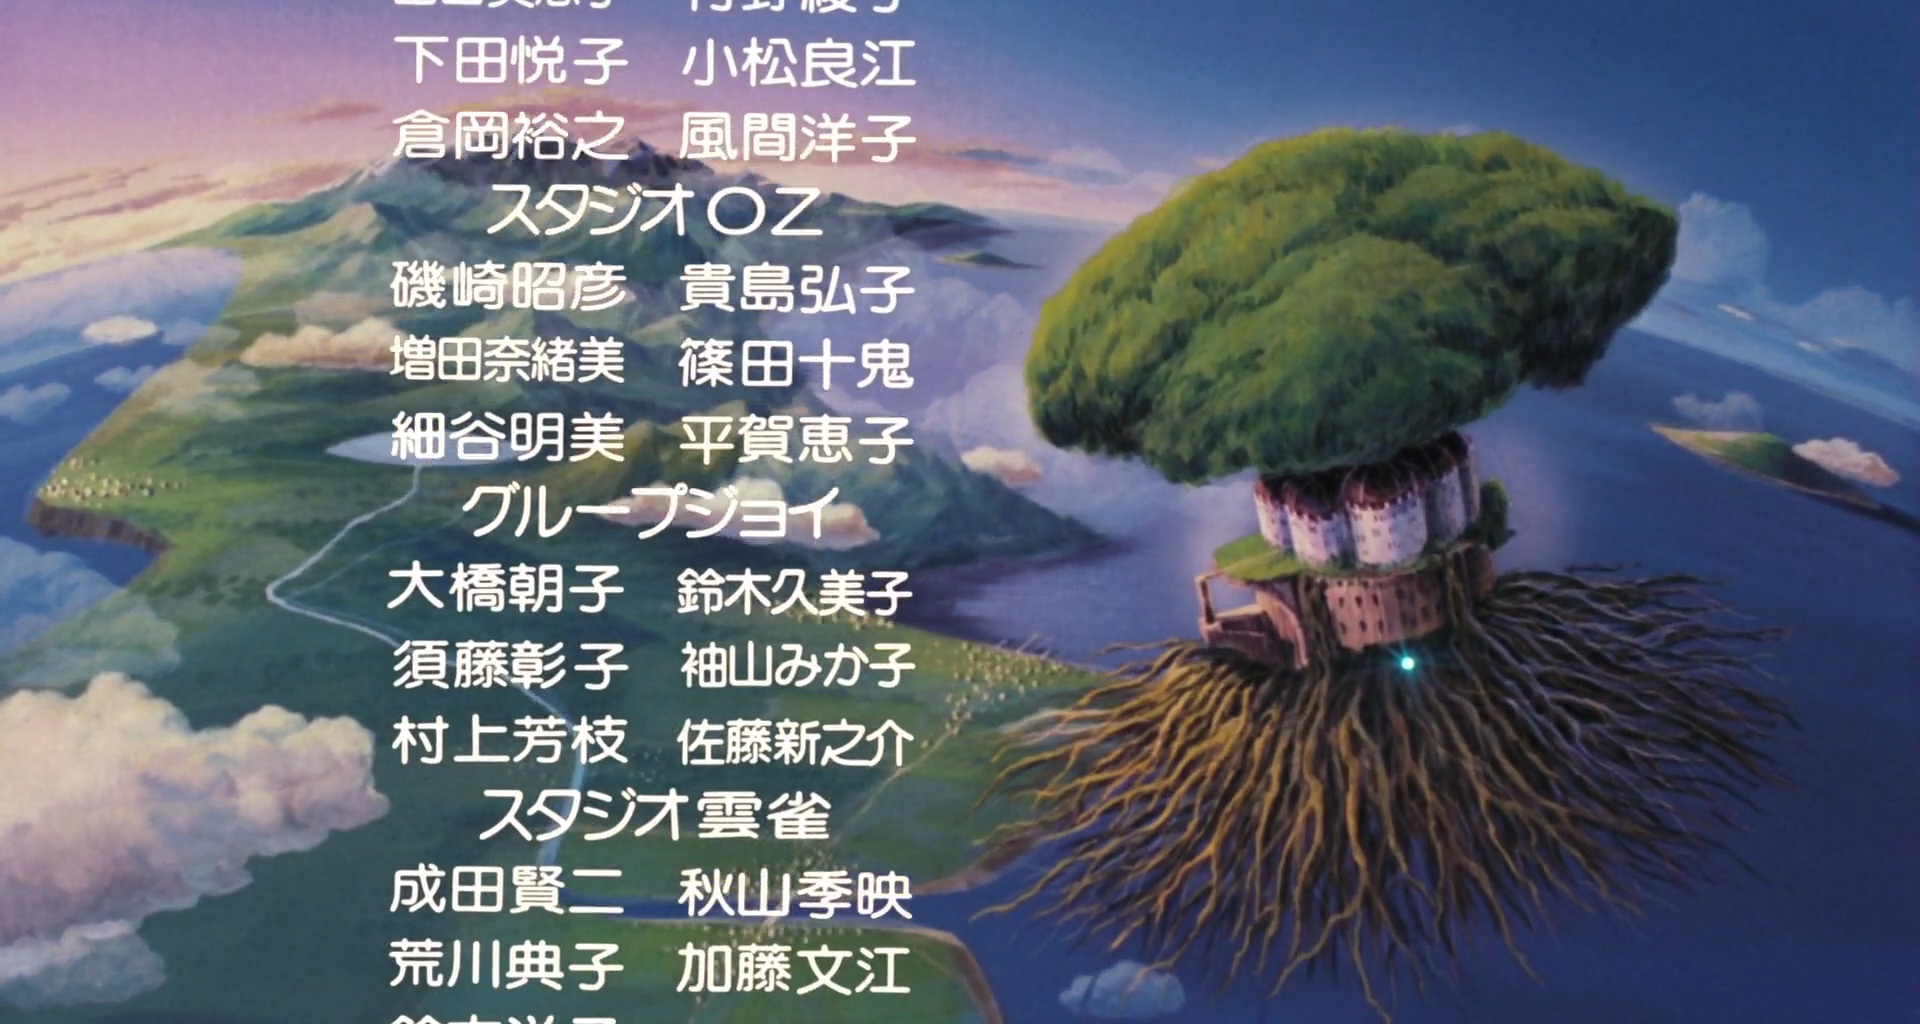 下田悦子 小松良江
倉岡裕之 風間洋子
スタジオOZ
磯崎昭彦 貴島弘子
増田奈緒美 篠田十鬼
細谷明美 平賀恵子
グループジョイ
大橋朝子 鈴木久美子
須藤彰子 袖山みか子
村上芳枝 佐藤新之介
スタジオ雲雀
成田賢二 秋山季映
荒川典子 加藤文江